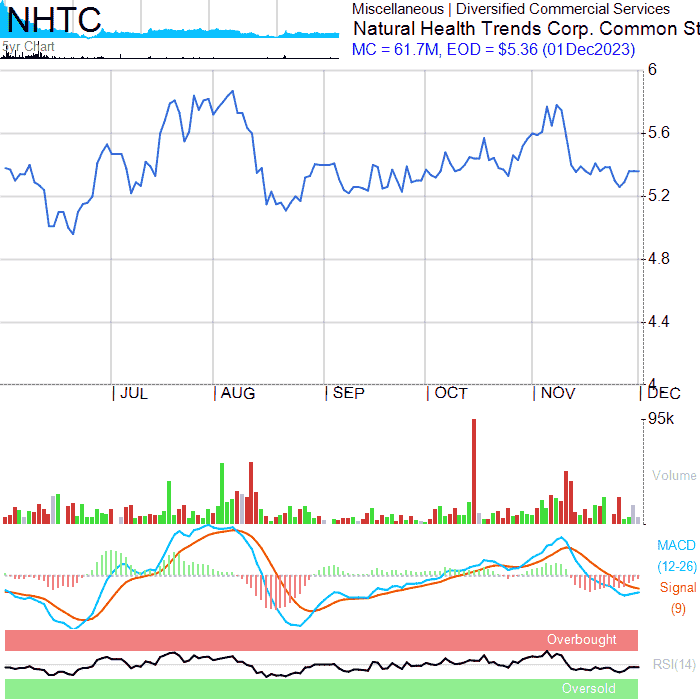 NHTC
5yr Chart
Miscellaneous | Diversified Commercial Services
Natural Health Trends Corp. Common St
MC = 61.7M, EOD = $5.36 (01Dec2023)
6
5.6
5.2
4.8
4.4
4
JUL AUG SEP OCT NOV DEC
95k
Volume
MACD
(12-26)
Signal
(9)
Overbought
RSI(14)
Oversold